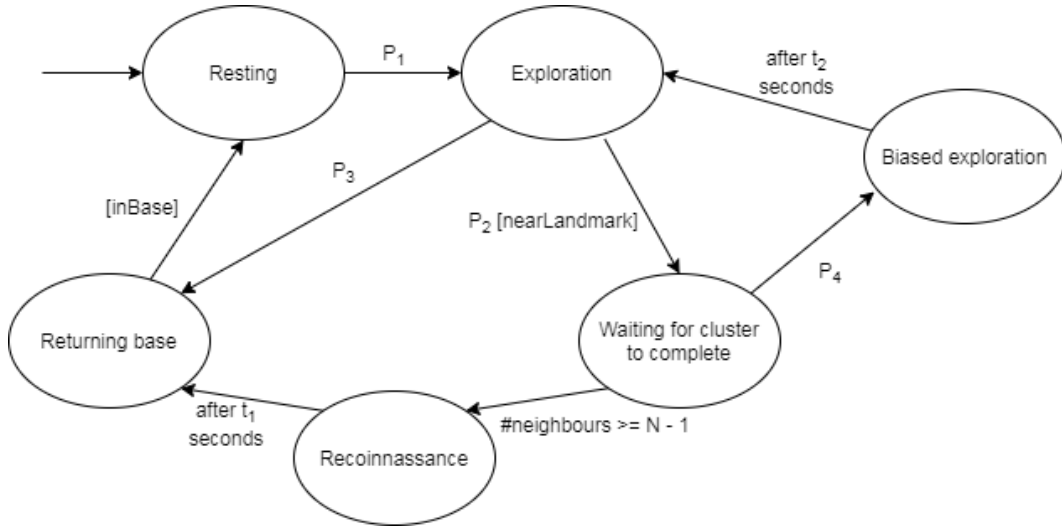 Resting
P₁
Exploration
after t₂
seconds
Biased exploration
P₃
[inBase]
P₂ [nearLandmark]
P₄
Returning base
Waiting for cluster
to complete
after t₁
seconds
#neighbours >= N - 1
Recoinnassance